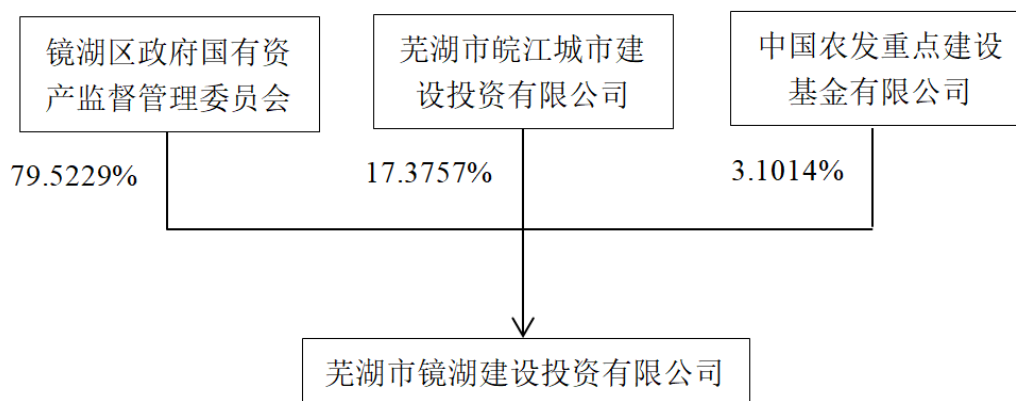 镜湖区政府国有资
产监督管理委员会
芜湖市皖江城市建
设投资有限公司
中国农发重点建设
基金有限公司
79.5229%
17.3757%
3.1014%
芜湖市镜湖建设投资有限公司